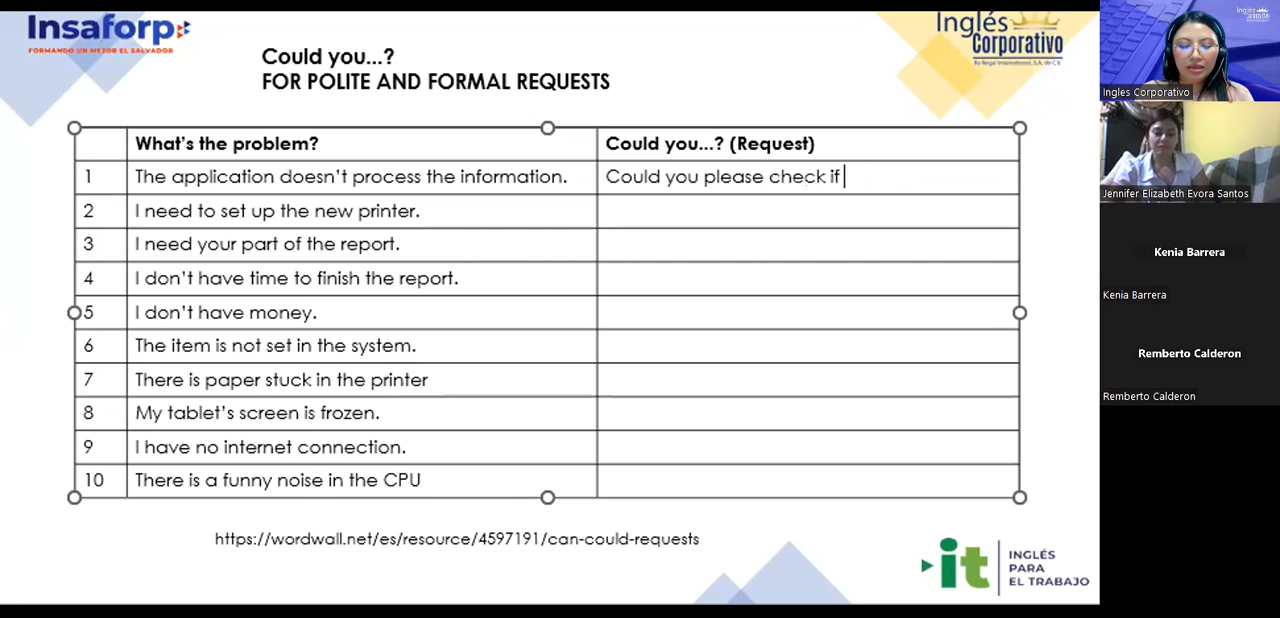 Insaforp
FORMANDO UN MEJOR EL SALVADOR
Inglés
Corporativo
Could you...?
FOR POLITE AND FORMAL REQUESTS
What's the problem? Could you...? (Request)
1 The application doesn't process the information. Could you please check if
2 I need to set up the new printer.
3 I need your part of the report.
4 I don't have time to finish the report.
5 I don't have money.
6 The item is not set in the system.
7 There is paper stuck in the printer
8 My tablet's screen is frozen.
9 I have no internet connection.
10 There is a funny noise in the CPU
https://wordwall.net/es/resource/4597191/can-could-requests
it INGLÉS
PARA
EL TRABAJO
Ingles Corporativo
Jennifer Elizabeth Evora Santos
Kenia Barrera
Kenia Barrera
Remberto Calderon
Remberto Calderon